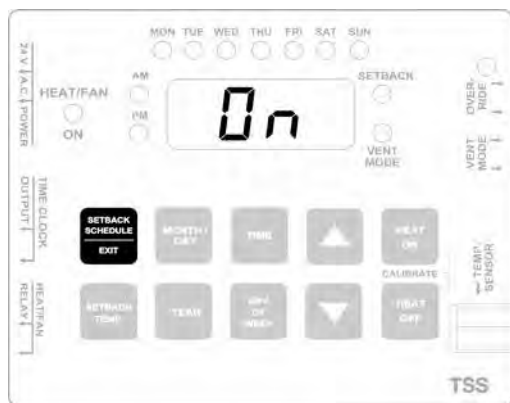 MON TUE WED THU FRI SAT SUN
24V A.C. POWER
HEAT/FAN
ON
AM
PM
On
SETBACK
VENT
MODE
OVER-
RIDE
VENT
MODE
TIME CLOCK
OUTPUT
SETBACK
SCHEDULE
EXIT
MONTH /
DAY
TIME
HEAT
ON
CALIBRATE
TEMP.
SENSOR
HEAT/FAN
RELAY
SETBACK
TEMP
YEAR
DAY
OF
WEEK
HEAT
OFF
TSS